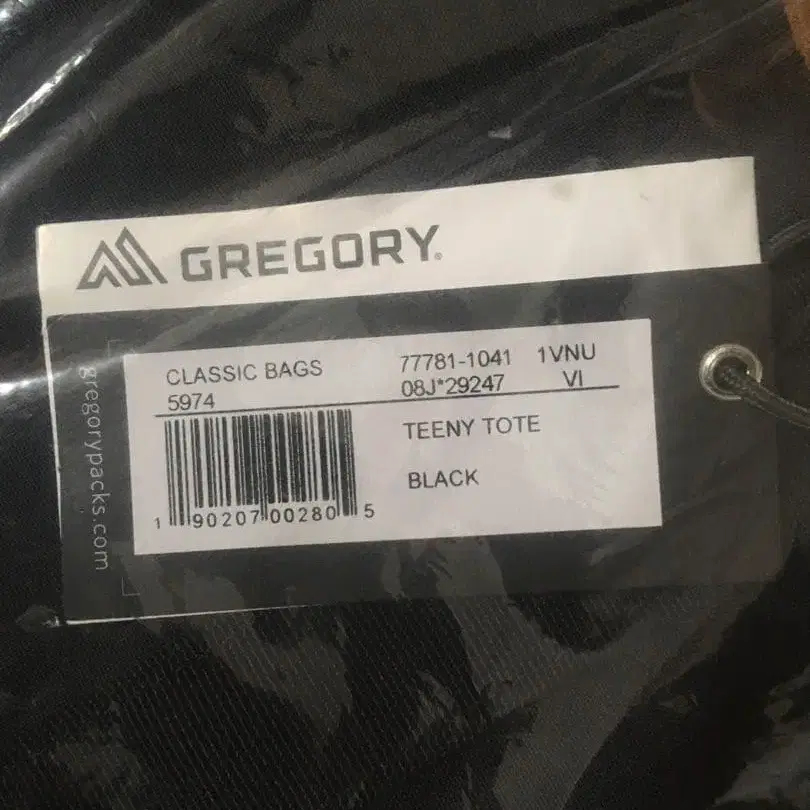 GREGORY.
gregorypacks.com
CLASSIC BAGS 77781-1041 1VNU
5974 08J*29247 VI
TEENY TOTE
BLACK
1 90207 00280 5